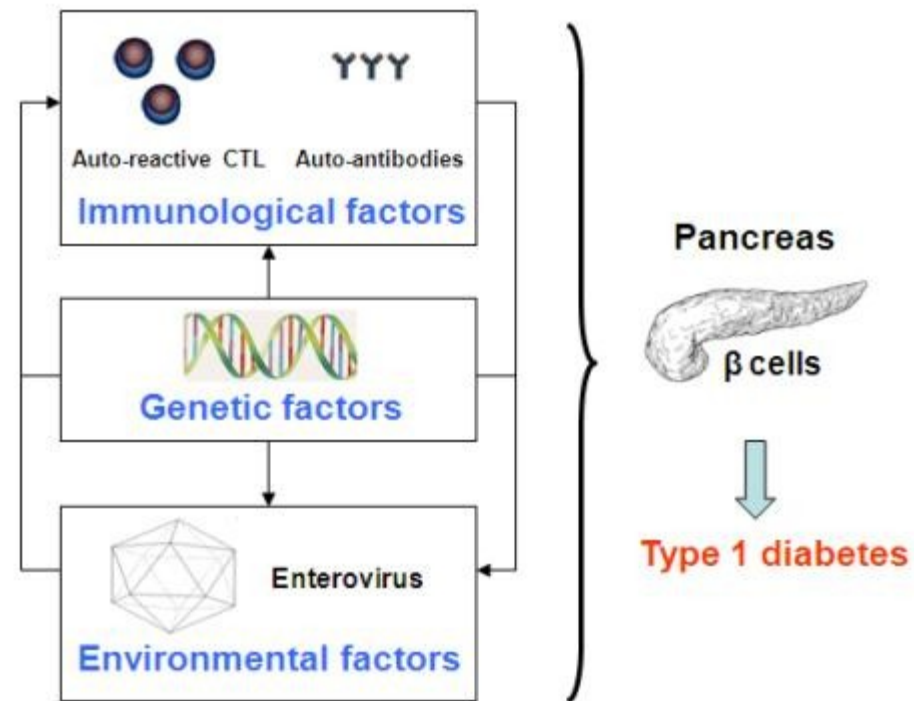 Auto-reactive CTL
Auto-antibodies
Immunological factors
Genetic factors
Enterovirus
Environmental factors
Pancreas
β cells
Type 1 diabetes